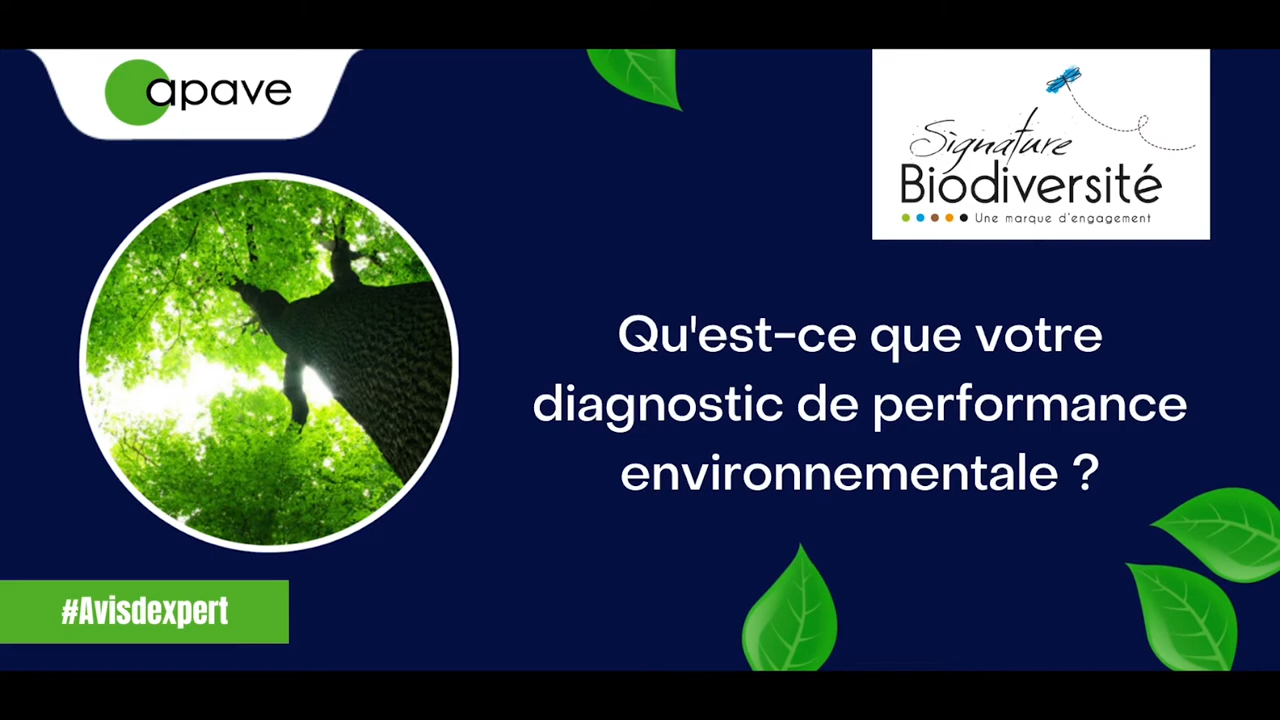 apave
Signature
Biodiversité
Une marque d'engagement
Qu'est-ce que votre
diagnostic de performance
environnementale ?
#Avisdexpert